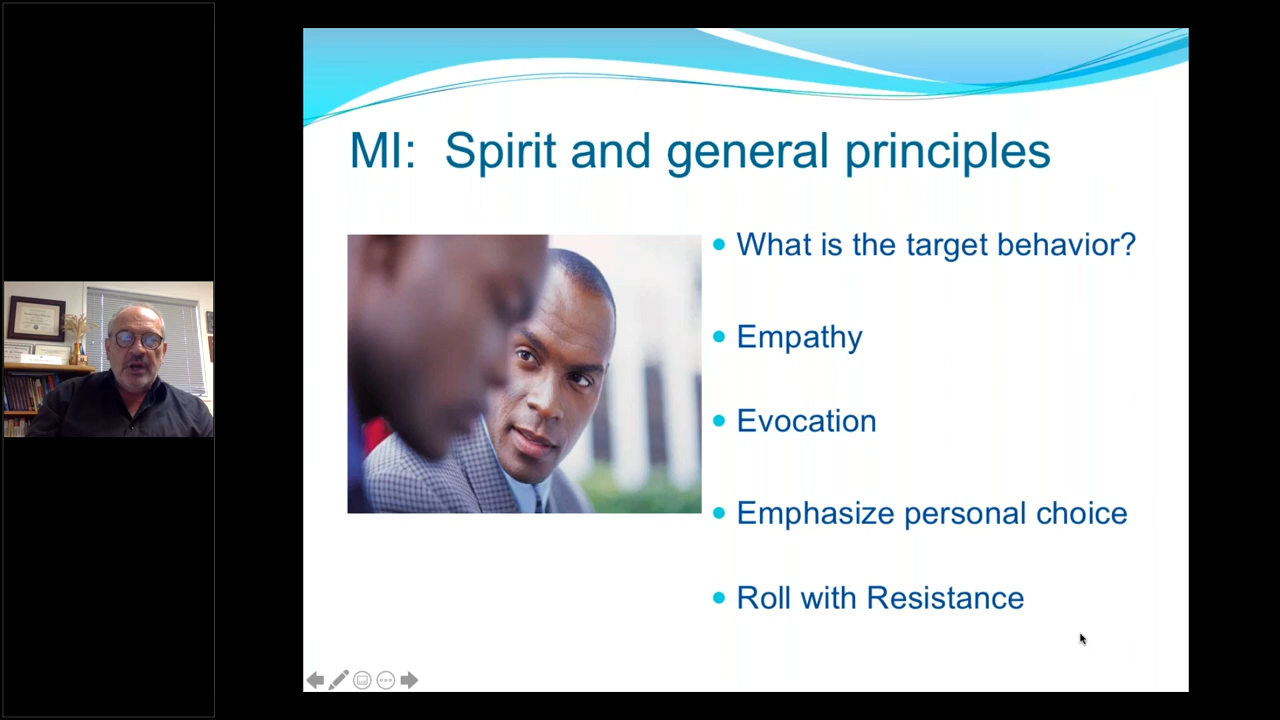 MI: Spirit and general principles
What is the target behavior?
Empathy
Evocation
Emphasize personal choice
Roll with Resistance